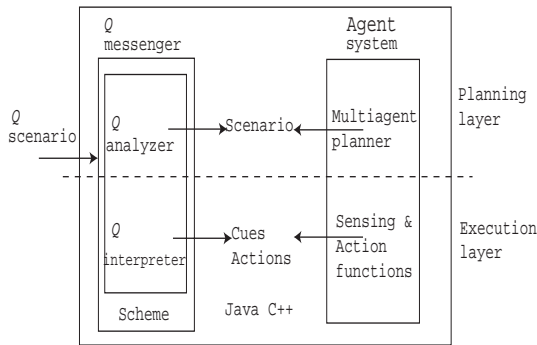 Q
messenger
Agent
system
Q
scenario
Q
analyzer
Scenario
Multiagent
planner
Planning
layer
Q
interpreter
Cues
Actions
Sensing &
Action
functions
Execution
layer
Scheme
Java C++